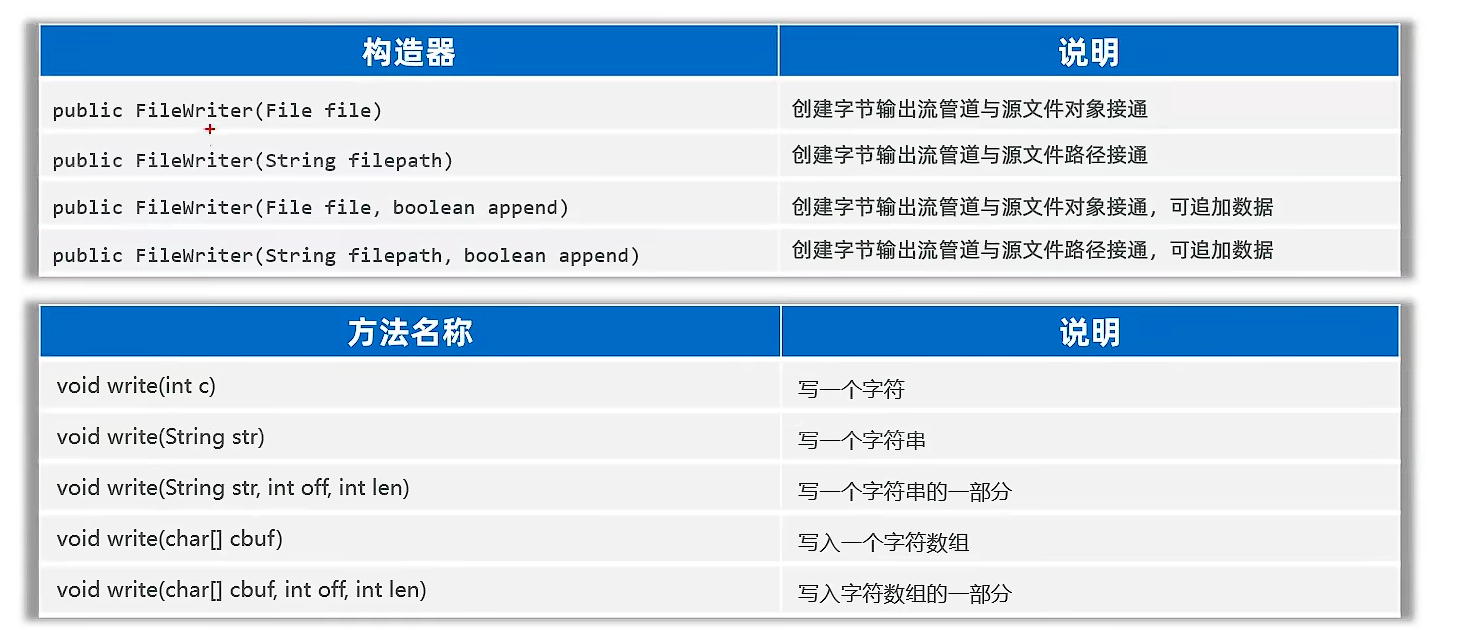 构造器 说明
public FileWriter(File file) 创建字节输出流管道与源文件对象接通
public FileWriter(String filepath) 创建字节输出流管道与源文件路径接通
public FileWriter(File file, boolean append) 创建字节输出流管道与源文件对象接通，可追加数据
public FileWriter(String filepath, boolean append) 创建字节输出流管道与源文件路径接通，可追加数据
方法名称 说明
void write(int c) 写一个字符
void write(String str) 写一个字符串
void write(String str, int off, int len) 写一个字符串的一部分
void write(char[] cbuf) 写入一个字符数组
void write(char[] cbuf, int off, int len) 写入字符数组的一部分